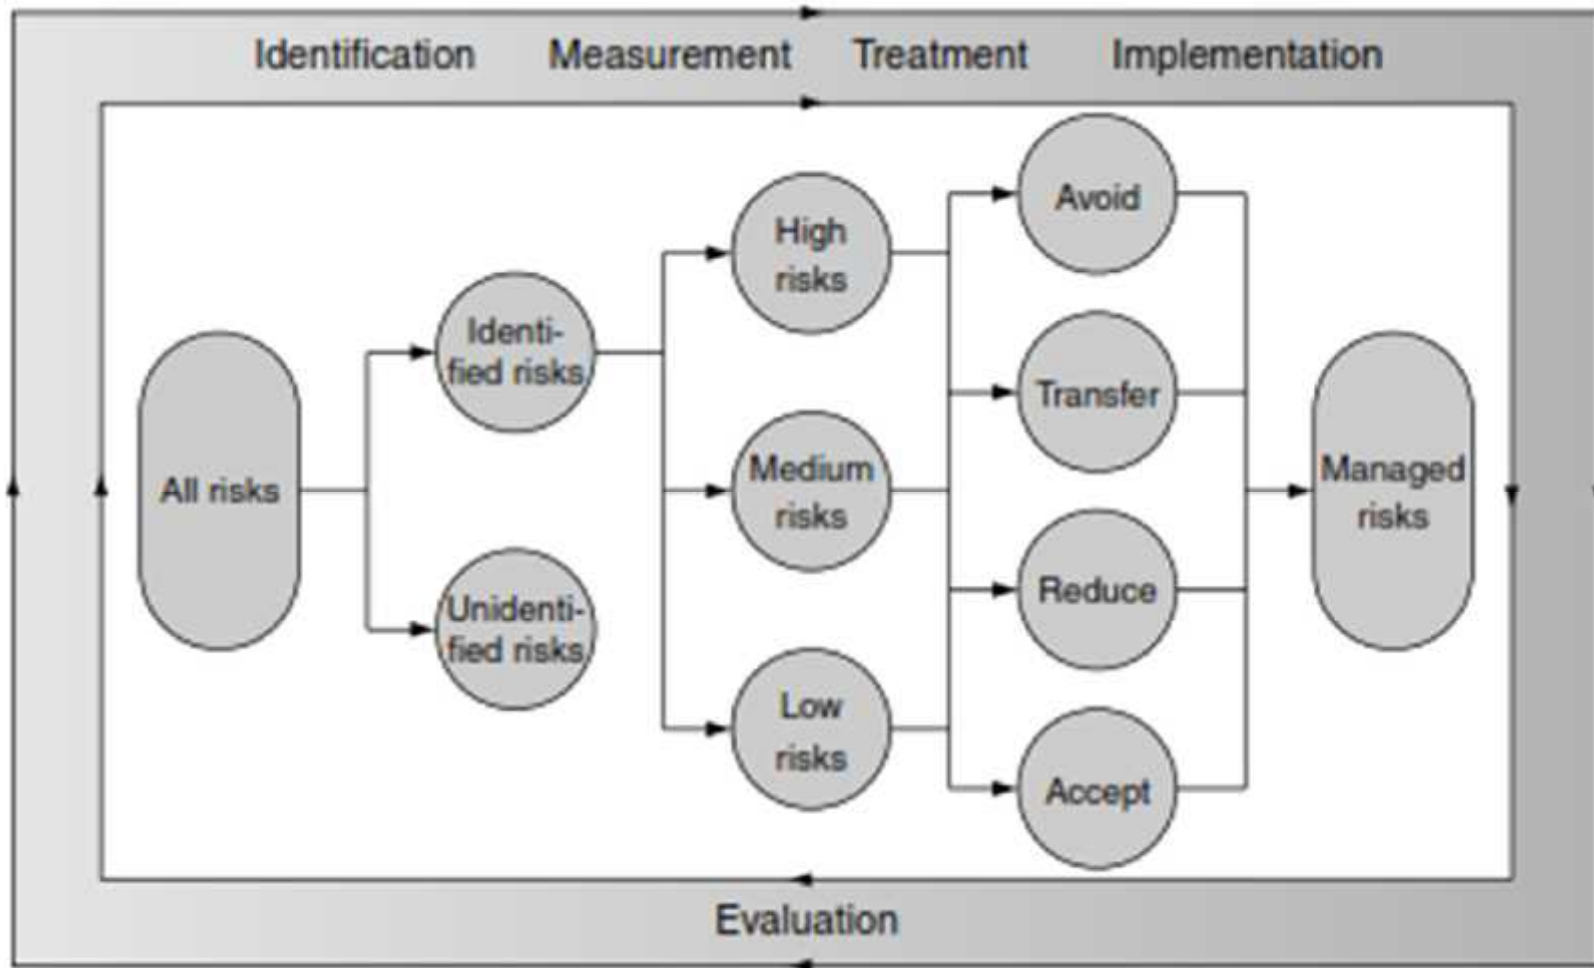 Identification Measurement Treatment Implementation
All risks
Identi-
fied risks
Unidenti-
fied risks
High
risks
Medium
risks
Low
risks
Avoid
Transfer
Reduce
Accept
Managed
risks
Evaluation